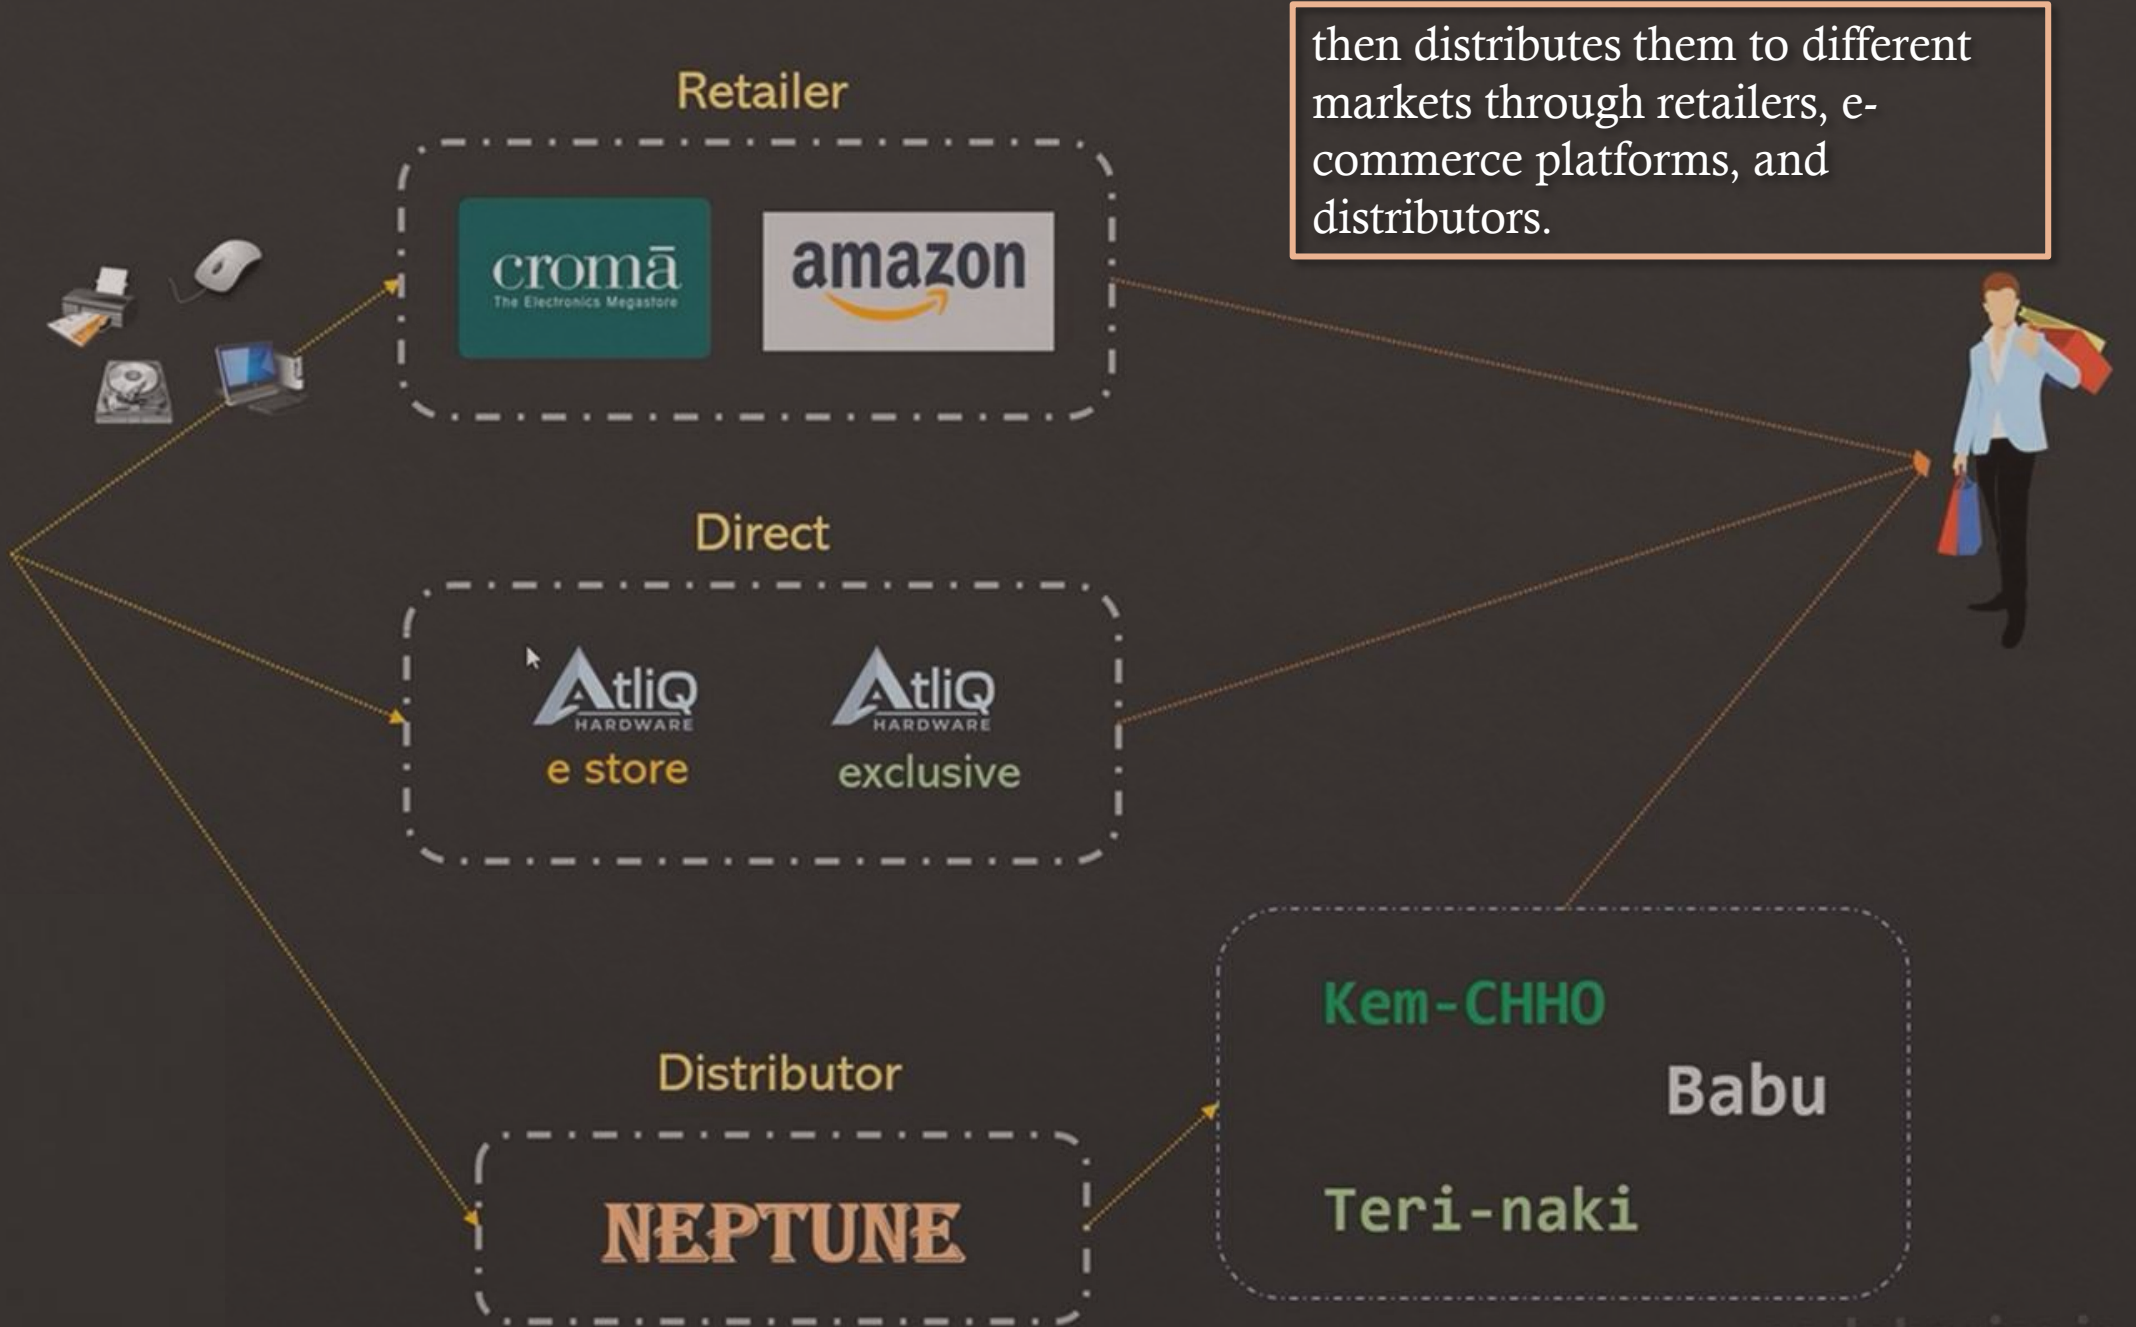 then distributes them to different
markets through retailers, e-
commerce platforms, and
distributors.
Retailer
cromā
The Electronics Megastore
amazon
Direct
AtliQ
HARDWARE
e store
AtliQ
HARDWARE
exclusive
Distributor
NEPTUNE
Kem-CHHO
Babu
Teri-naki